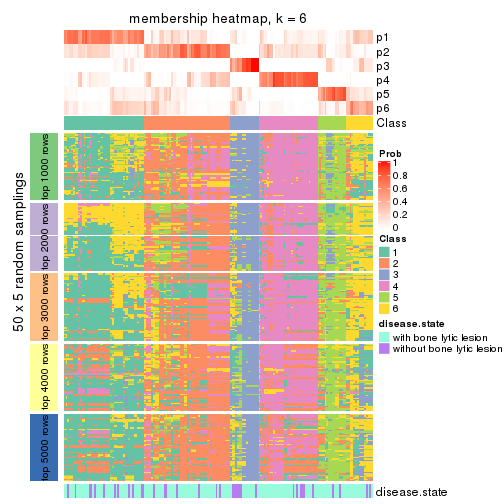 membership heatmap, k = 6
p1
p2
p3
p4
p5
p6
Class
50 x 5 random samplings
top 1000 rows
top 2000 rows
top 3000 rows
top 4000 rows
top 5000 rows
disease.state
Prob
1
0.8
0.6
0.4
0.2
0
Class
1
2
3
4
5
6
disease.state
with bone lytic lesion
without bone lytic lesion